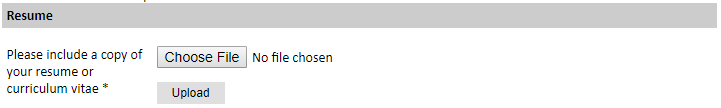 Resume
Please include a copy of
your resume or
curriculum vitae *
Choose File No file chosen
Upload